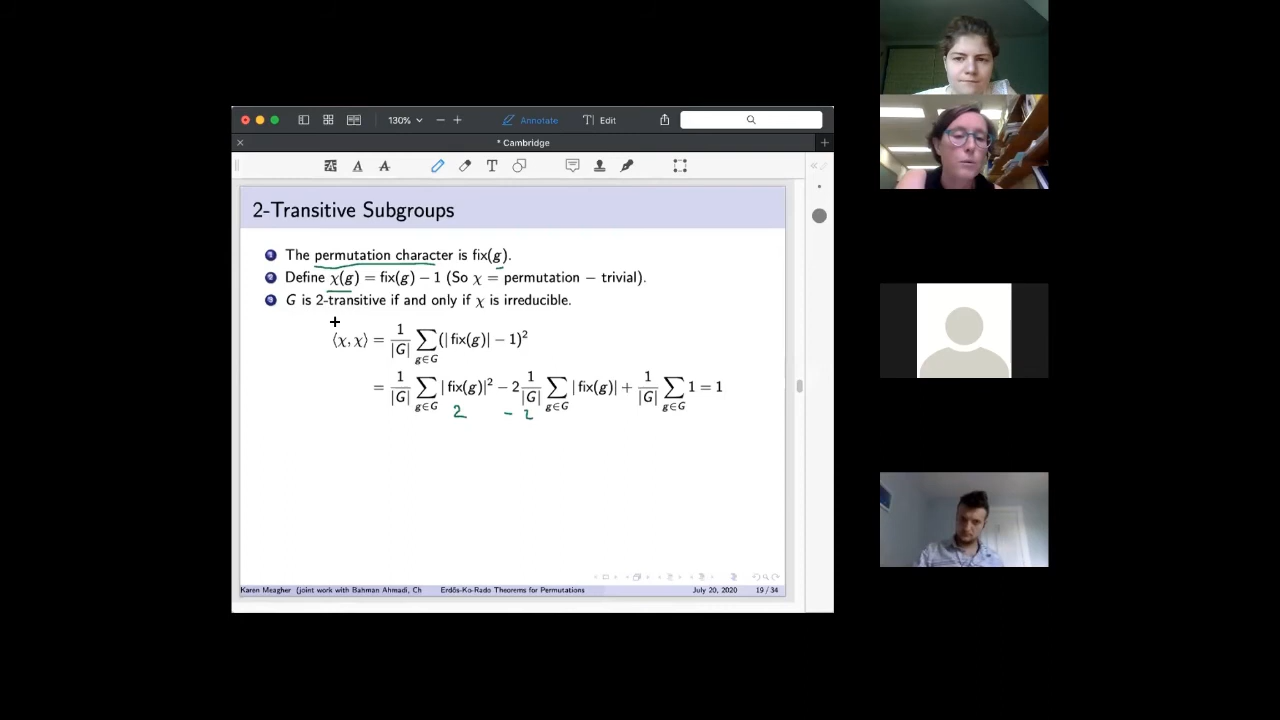 130%
Annotate
Edit
* Cambridge
2-Transitive Subgroups
1 The permutation character is fix(g).
2 Define χ(g) = fix(g) − 1 (So χ = permutation − trivial).
3 G is 2-transitive if and only if χ is irreducible.
⟨χ, χ⟩ = 1/|G| ∑_{g∈G} (| fix(g)| − 1)²
= 1/|G| ∑_{g∈G} | fix(g)|² − 2 1/|G| ∑_{g∈G} | fix(g)| + 1/|G| ∑_{g∈G} 1 = 1
2 − 2
Karen Meagher (joint work with Bahman Ahmadi, Ch
Erdős-Ko-Rado Theorems for Permutations
July 20, 2020
19 / 34